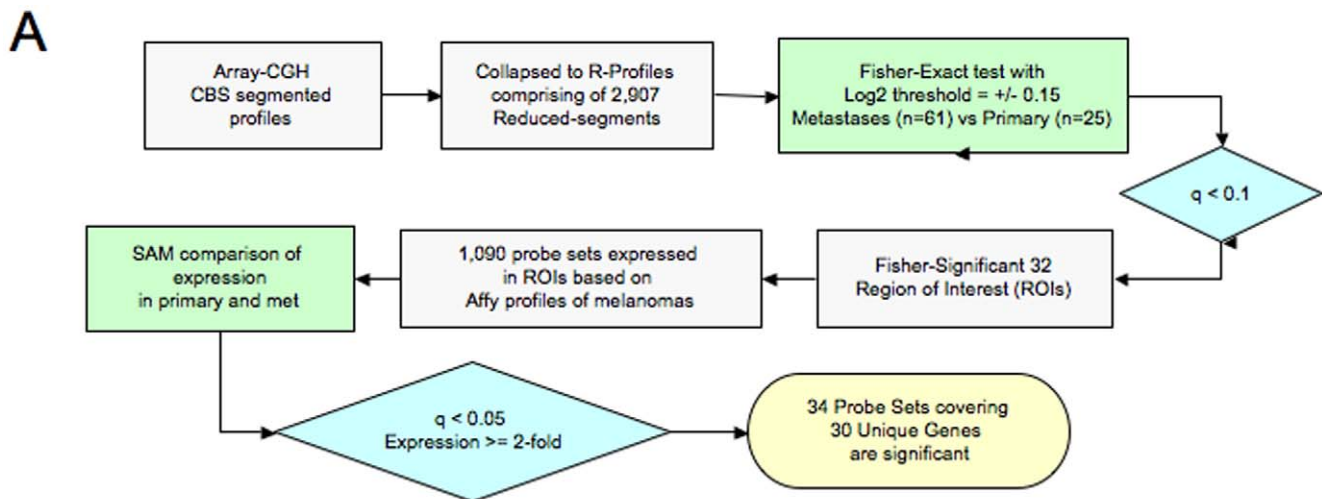 A
Array-CGH
CBS segmented
profiles
Collapsed to R-Profiles
comprising of 2,907
Reduced-segments
Fisher-Exact test with
Log2 threshold = +/- 0.15
Metastases (n=61) vs Primary (n=25)
q < 0.1
Fisher-Significant 32
Region of Interest (ROIs)
1,090 probe sets expressed
in ROIs based on
Affy profiles of melanomas
SAM comparison of
expression
in primary and met
q < 0.05
Expression >= 2-fold
34 Probe Sets covering
30 Unique Genes
are significant